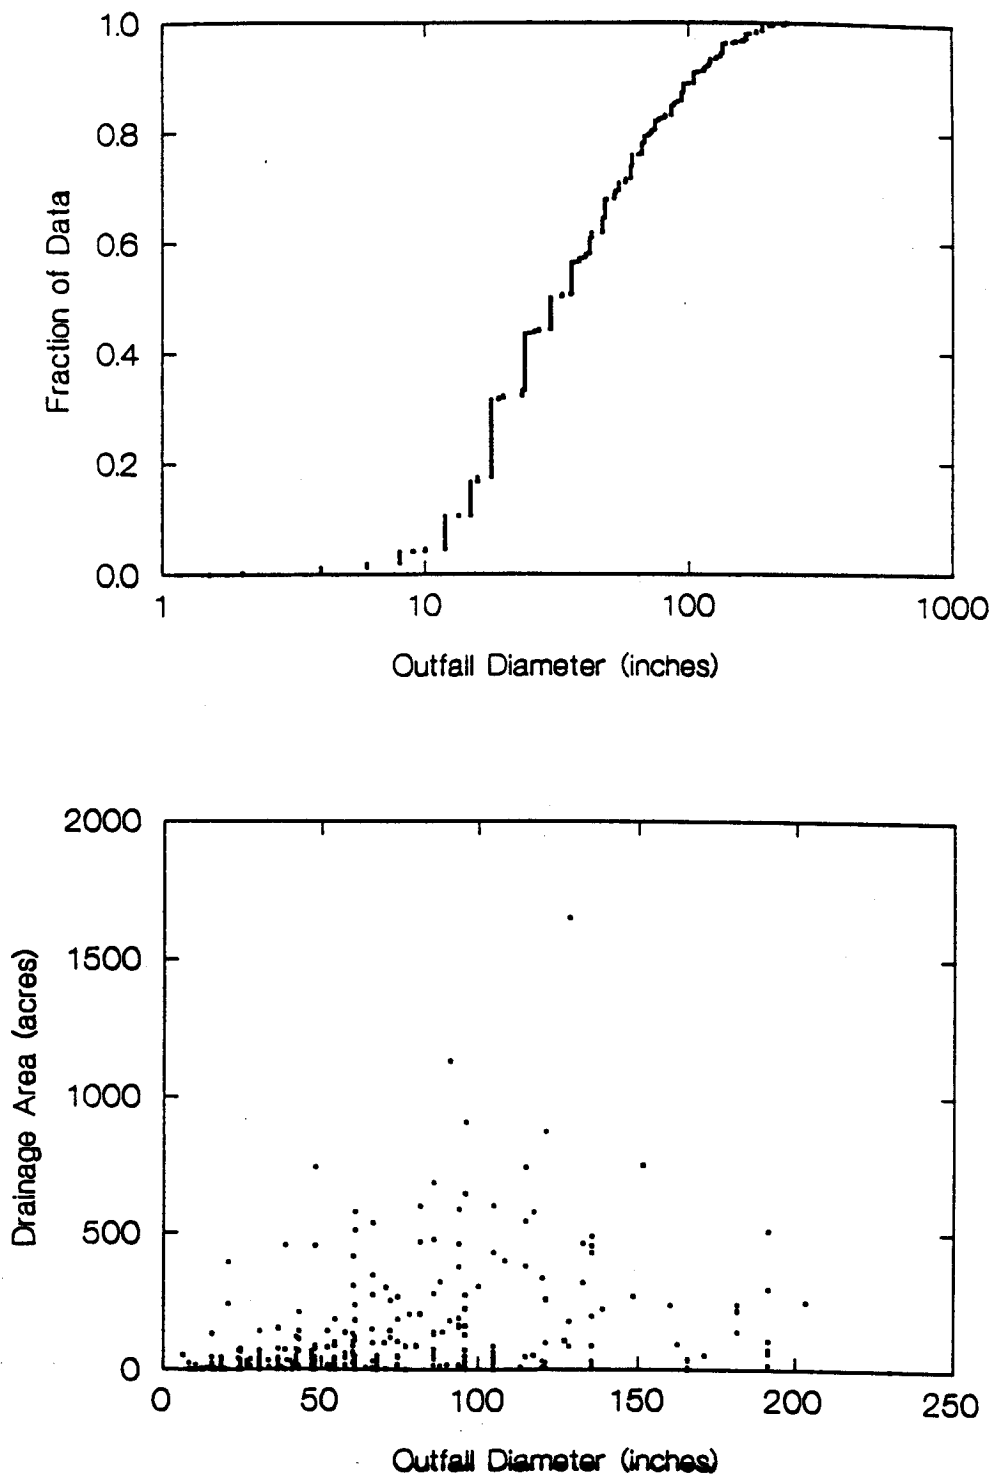 1.0
0.8
0.6
0.4
0.2
0.0
Fraction of Data
1 10 100 1000
Outfall Diameter (inches)
2000
1500
1000
500
0
Drainage Area (acres)
0 50 100 150 200 250
Outfall Diameter (inches)